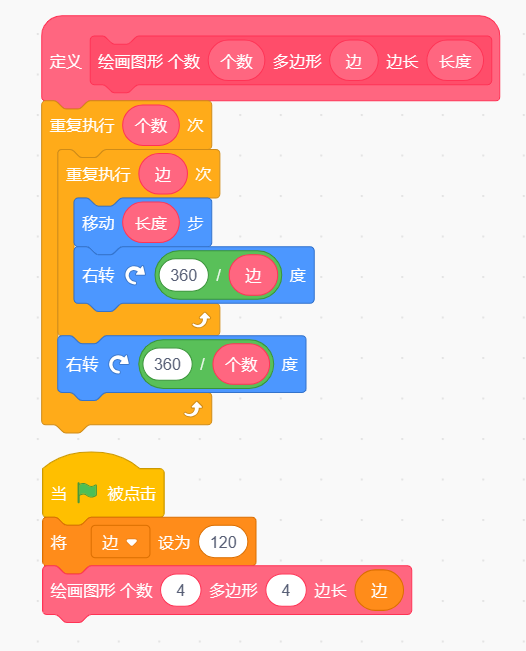 定义 绘画图形 个数 个数 多边形 边 边长 长度
重复执行 个数 次
重复执行 边 次
移动 长度 步
右转 360 / 边 度
右转 360 / 个数 度
当 被点击
将 边 设为 120
绘画图形 个数 4 多边形 4 边长 边